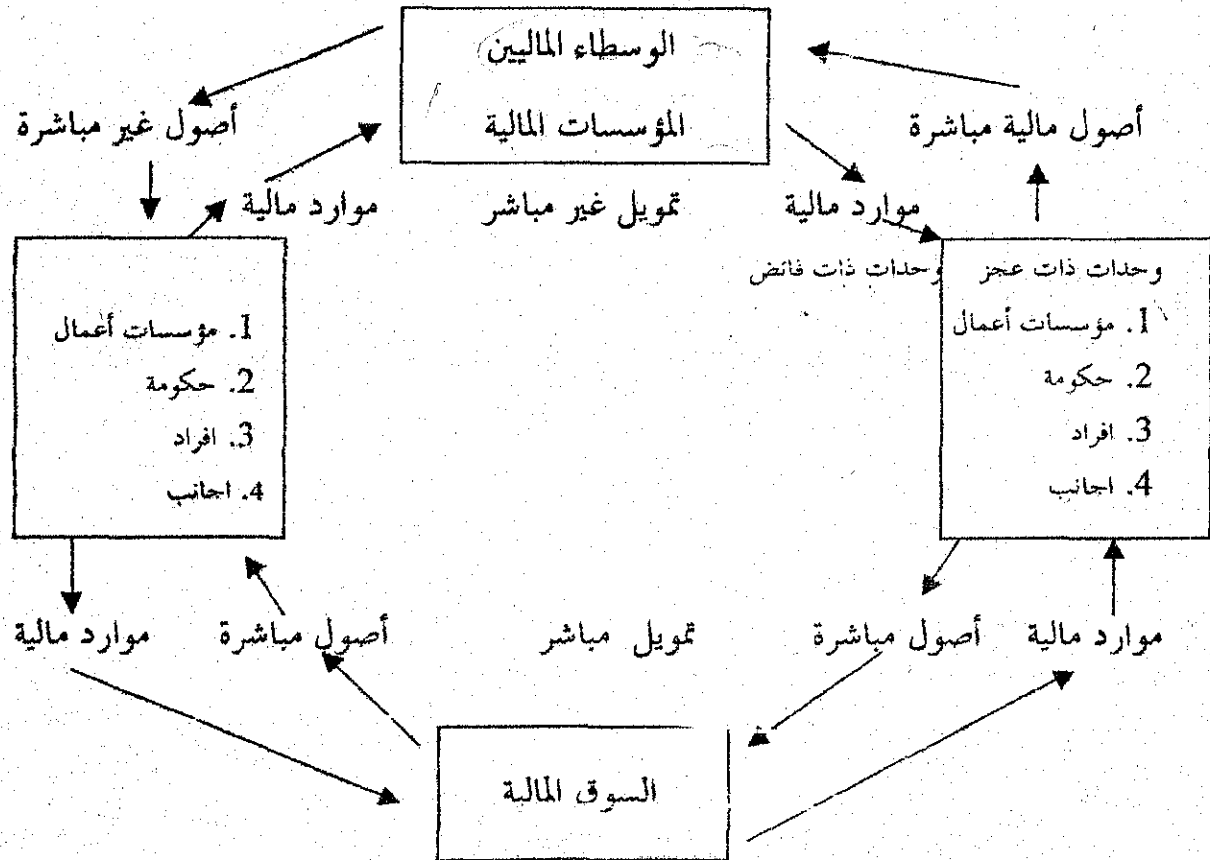 الوسطاء الماليين
المؤسسات المالية
أصول مالية مباشرة
أصول غير مباشرة
موارد مالية
تمويل غير مباشر
موارد مالية
وحدات ذات عجز
وحدات ذات فائض
1. مؤسسات أعمال
2. حكومة
3. افراد
4. اجانب
1. مؤسسات أعمال
2. حكومة
3. افراد
4. اجانب
موارد مالية
أصول مباشرة
تمويل مباشر
أصول مباشرة
موارد مالية
السوق المالية